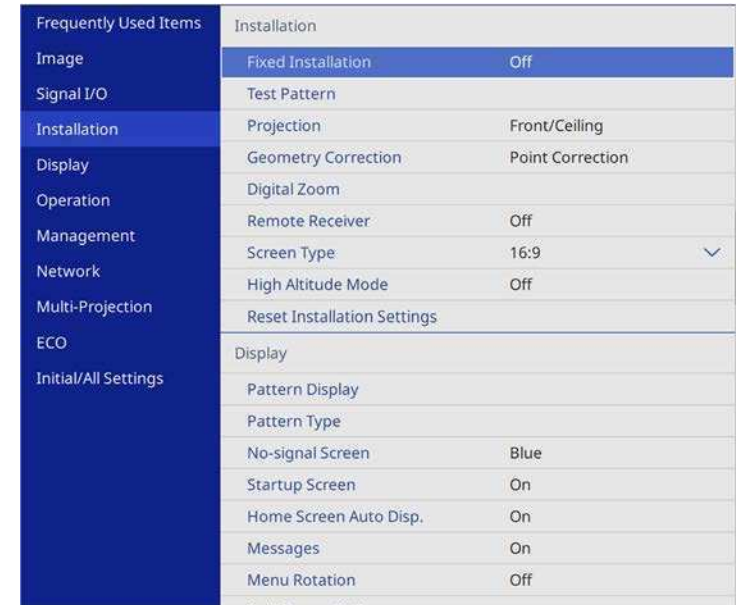 Frequently Used Items
Image
Signal I/O
Installation
Display
Operation
Management
Network
Multi-Projection
ECO
Initial/All Settings
Installation
Fixed Installation Off
Test Pattern
Projection Front/Ceiling
Geometry Correction Point Correction
Digital Zoom
Remote Receiver Off
Screen Type 16:9
High Altitude Mode Off
Reset Installation Settings
Display
Pattern Display
Pattern Type
No-signal Screen Blue
Startup Screen On
Home Screen Auto Disp. On
Messages On
Menu Rotation Off